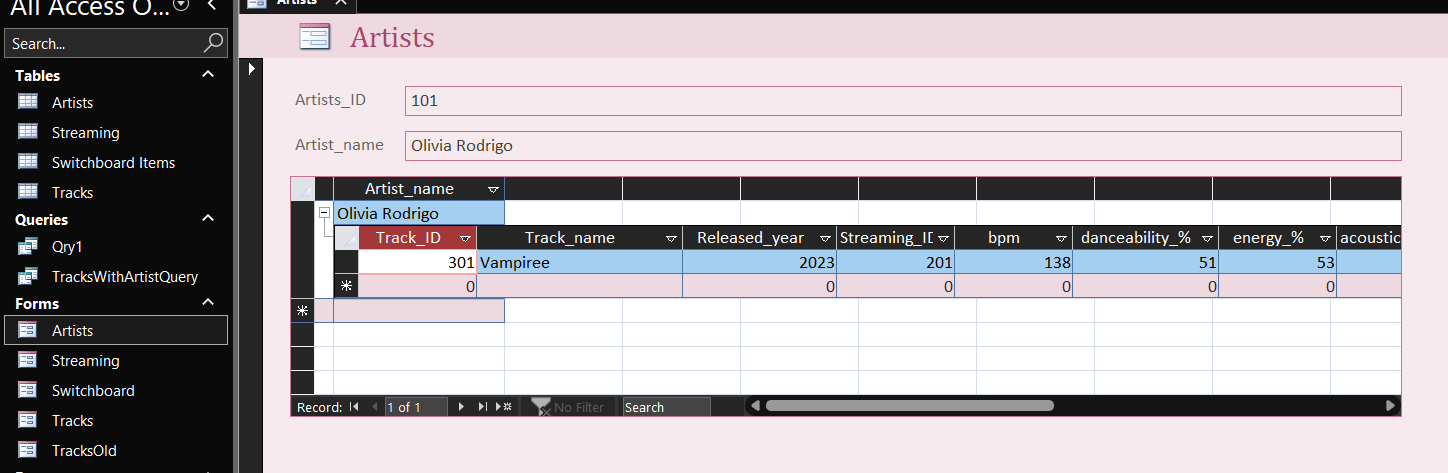 All Access O...
Search...
Tables
Artists
Streaming
Switchboard Items
Tracks
Queries
Qry1
TracksWithArtistQuery
Forms
Artists
Streaming
Switchboard
Tracks
TracksOld
Artists
Artists
Artists_ID 101
Artist_name Olivia Rodrigo
Artist_name
Olivia Rodrigo
Track_ID Track_name Released_year Streaming_ID bpm danceability_% energy_% acoustic
301 Vampiree 2023 201 138 51 53
0 0 0 0 0 0
Record: 1 of 1 No Filter Search